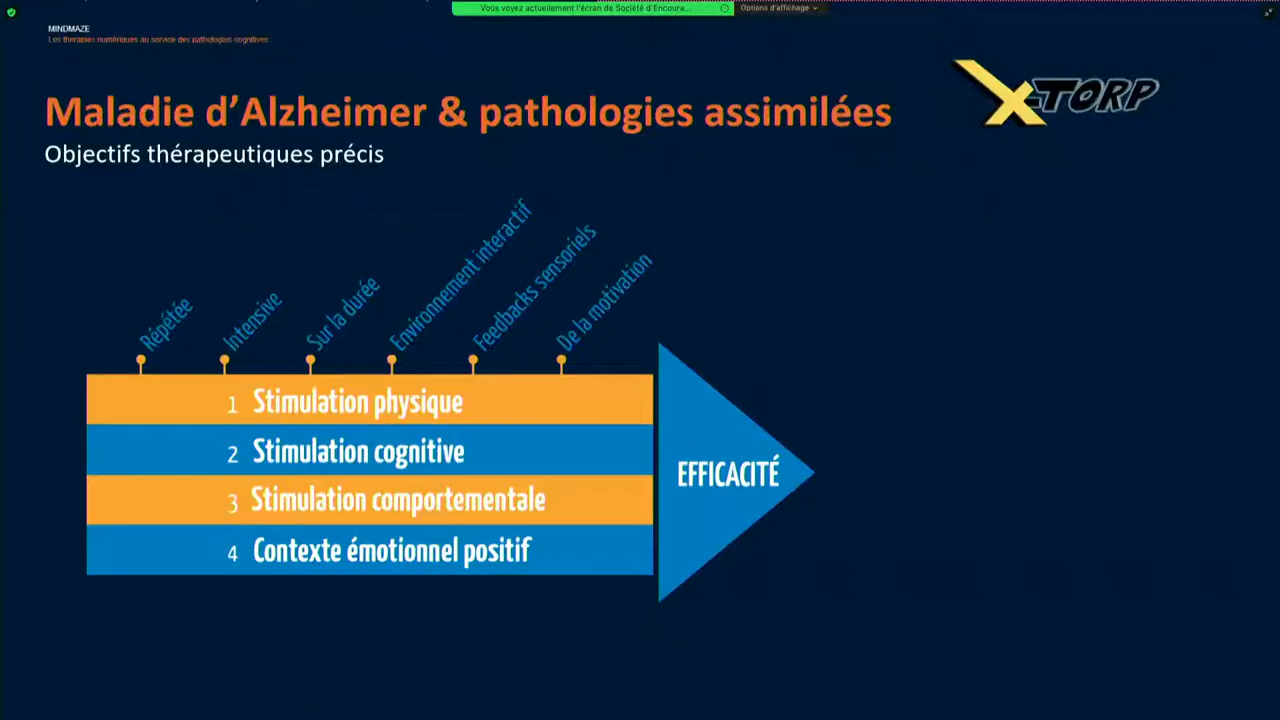 Vous voyez actuellement l'écran de Société d'Encoura...
Options d'affichage
MINDMAZE
Les thérapies numériques au service des pathologies cognitives
X-TORP
Maladie d'Alzheimer & pathologies assimilées
Objectifs thérapeutiques précis
Répétée
Intensive
Sur la durée
Environnement interactif
Feedbacks sensoriels
De la motivation
1 Stimulation physique
2 Stimulation cognitive
3 Stimulation comportementale
4 Contexte émotionnel positif
EFFICACITÉ